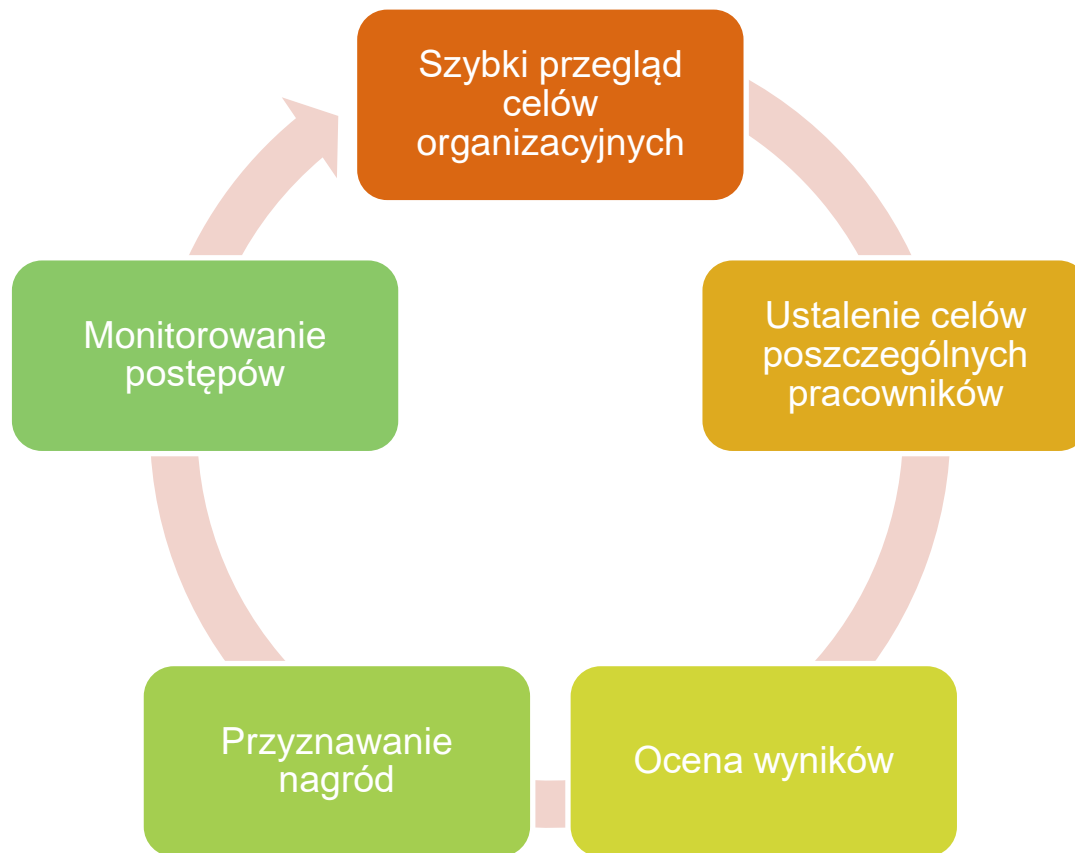 Szybki przegląd
celów
organizacyjnych
Ustalenie celów
poszczególnych
pracowników
Ocena wyników
Przyznawanie
nagród
Monitorowanie
postępów